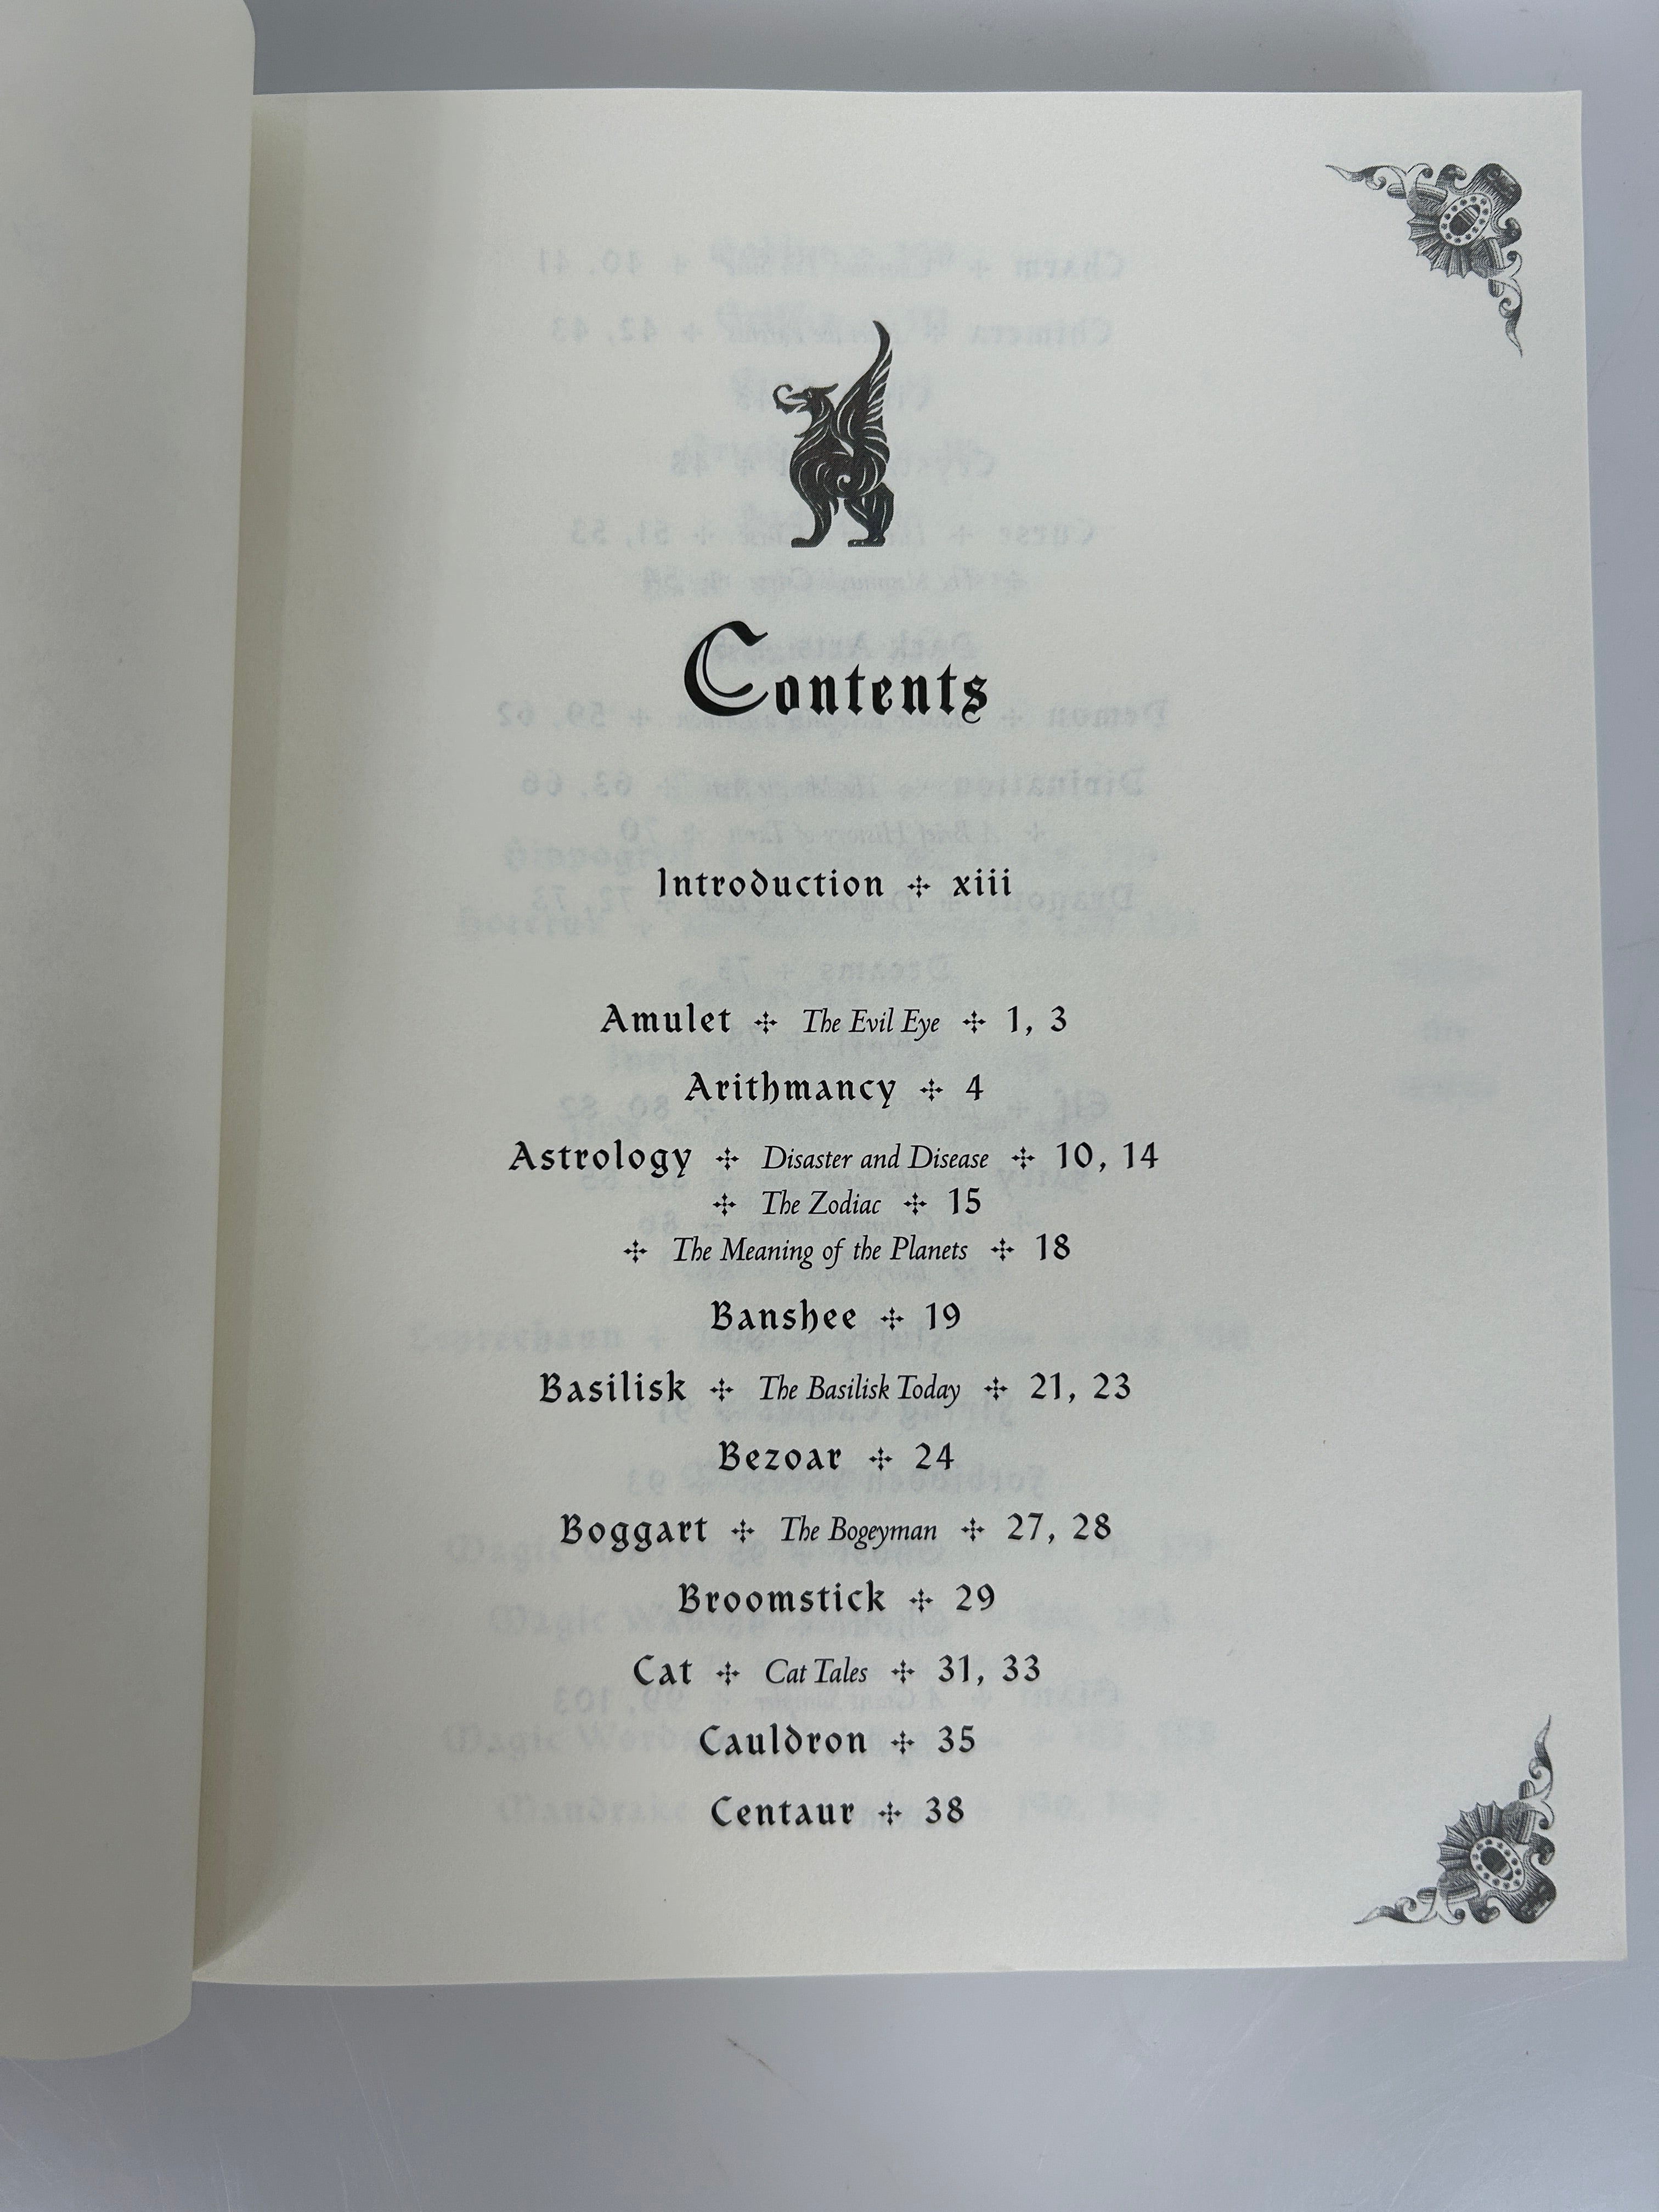 Contents
Introduction ✣ xiii
Amulet ✣ The Evil Eye ✣ 1, 3
Arithmancy ✣ 4
Astrology ✣ Disaster and Disease ✣ 10, 14
✣ The Zodiac ✣ 15
✣ The Meaning of the Planets ✣ 18
Banshee ✣ 19
Basilisk ✣ The Basilisk Today ✣ 21, 23
Bezoar ✣ 24
Boggart ✣ The Bogeyman ✣ 27, 28
Broomstick ✣ 29
Cat ✣ Cat Tales ✣ 31, 33
Cauldron ✣ 35
Centaur ✣ 38